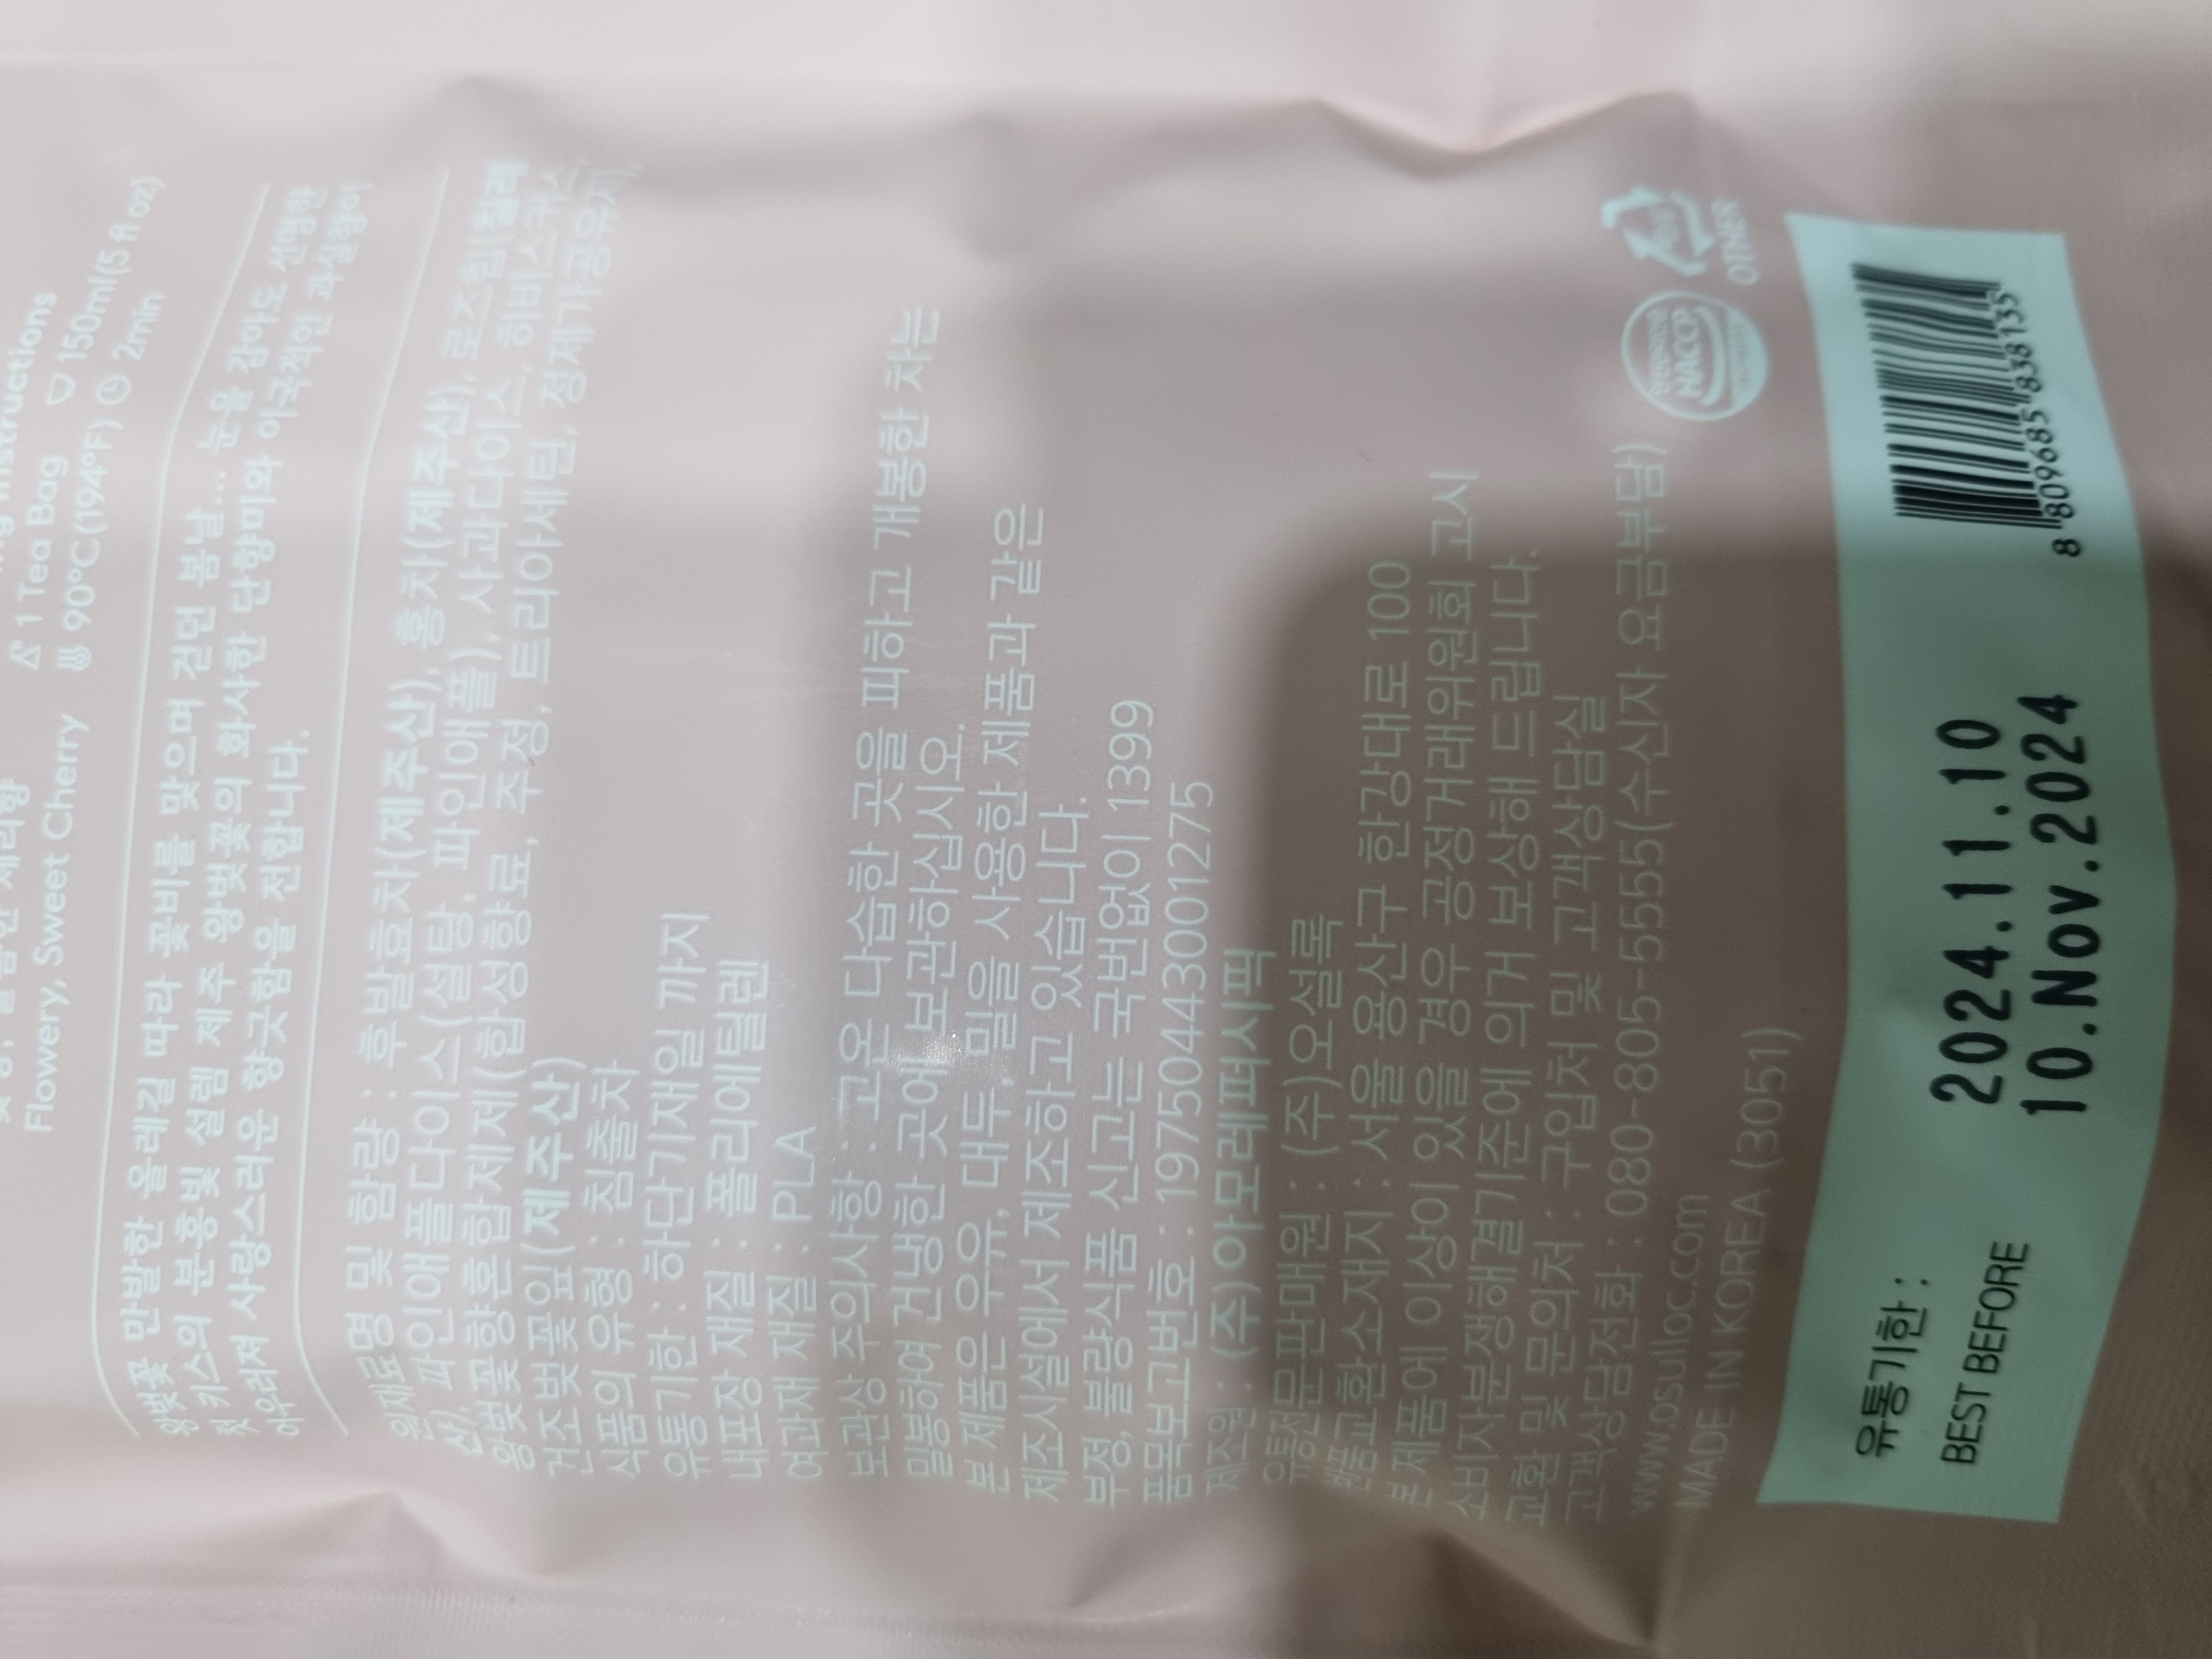 Flowery, Sweet Cherry
1 Tea Bag 150ml(5 fl oz)
90°C(194°F) 2min
왕벚꽃 만발한 올레길 따라 꽃비를 맞으며 걷던 봄날... 눈을 감아도 선명한
첫 키스의 분홍빛 설렘 제주 왕벚꽃의 화사한 단향미와 이국적인 과실향이
어우러져 사랑스러운 향긋함을 전합니다.
원재료명 및 함량 : 후발효차(제주산), 홍차(제주산), 로즈힙(칠레
산), 파인애플다이스(설탕, 파인애플), 사과다이스, 히비스커스,
왕벚꽃향혼합제제(합성향료, 주정, 트리아세틴, 정제가공유지),
건조벚꽃잎(제주산)
식품의 유형 : 침출차
유통기한 : 하단기재일 까지
내포장 재질 : 폴리에틸렌
여과재 재질 : PLA
보관상 주의사항 : 고온 다습한 곳을 피하고 개봉한 차는
밀봉하여 건냉한 곳에 보관하십시오.
본 제품은 우유, 대두, 밀을 사용한 제품과 같은
제조시설에서 제조하고 있습니다.
부정, 불량식품 신고는 국번없이 1399
품목보고번호 : 19750443001275
제조원 : (주)아모레퍼시픽
유통전문판매원 : (주)오설록
반품교환소재지 : 서울 용산구 한강대로 100
본 제품에 이상이 있을 경우 공정거래위원회 고시
소비자분쟁해결기준에 의거 보상해 드립니다.
교환 및 문의처 : 구입처 및 고객상담실
고객상담전화 : 080-805-5555(수신자 요금부담)
www.osulloc.com
MADE IN KOREA (3051)
HACCP
OTHER
유통기한 :
BEST BEFORE
2024.11.10
10.Nov.2024
8 809685 838135